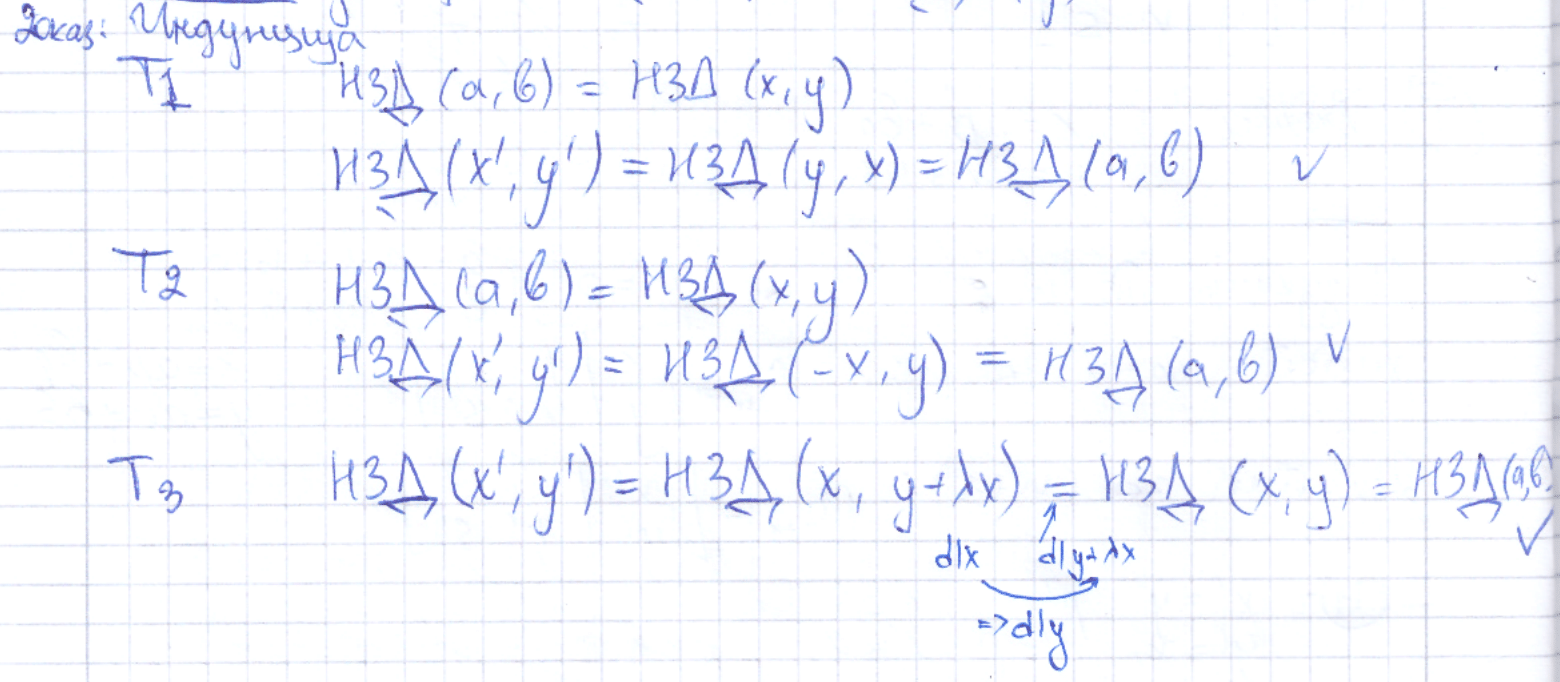 Доказ: Индукция
T1 НЗД (a, b) = НЗД (x, y)
НЗД (x', y') = НЗД (y, x) = НЗД (a, b) ✓
T2 НЗД (a, b) = НЗД (x, y)
НЗД (x', y') = НЗД (-x, y) = НЗД (a, b) ✓
T3 НЗД (x', y') = НЗД (x, y+λx) = НЗД (x, y) = НЗД (a, b) ✓
d|x d|y+λx
=> d|y